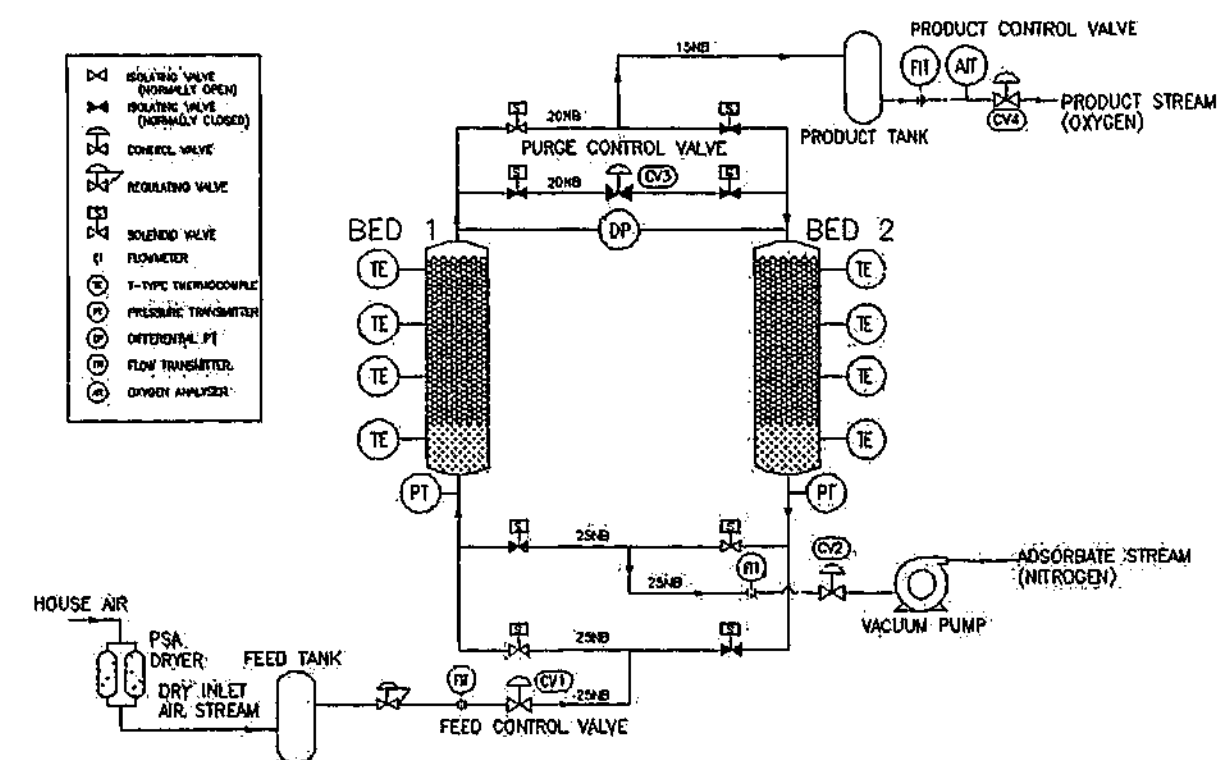 ISOLATING VALVE
(NORMALLY OPEN)
ISOLATING VALVE
(NORMALLY CLOSED)
CONTROL VALVE
REGULATING VALVE
S
SOLENOID VALVE
FLOWMETER
TE
T-TYPE THERMOCOUPLE
PRESSURE TRANSMITTER
DP
DIFFERENTIAL PT
FLOW TRANSMITTER
OXYGEN ANALYSER
PRODUCT CONTROL VALVE
15NB
FIT
AIT
CV4
PRODUCT STREAM
(OXYGEN)
PRODUCT TANK
S
20NB
S
PURGE CONTROL VALVE
S
20NB
CV3
S
BED 1
DP
BED 2
TE
TE
TE
TE
TE
TE
TE
TE
PT
PT
S
25NB
S
25NB
CV2
ADSORBATE STREAM
(NITROGEN)
VACUUM PUMP
HOUSE AIR
PSA
DRYER
DRY INLET
AIR STREAM
FEED TANK
S
25NB
S
CV1
25NB
FEED CONTROL VALVE